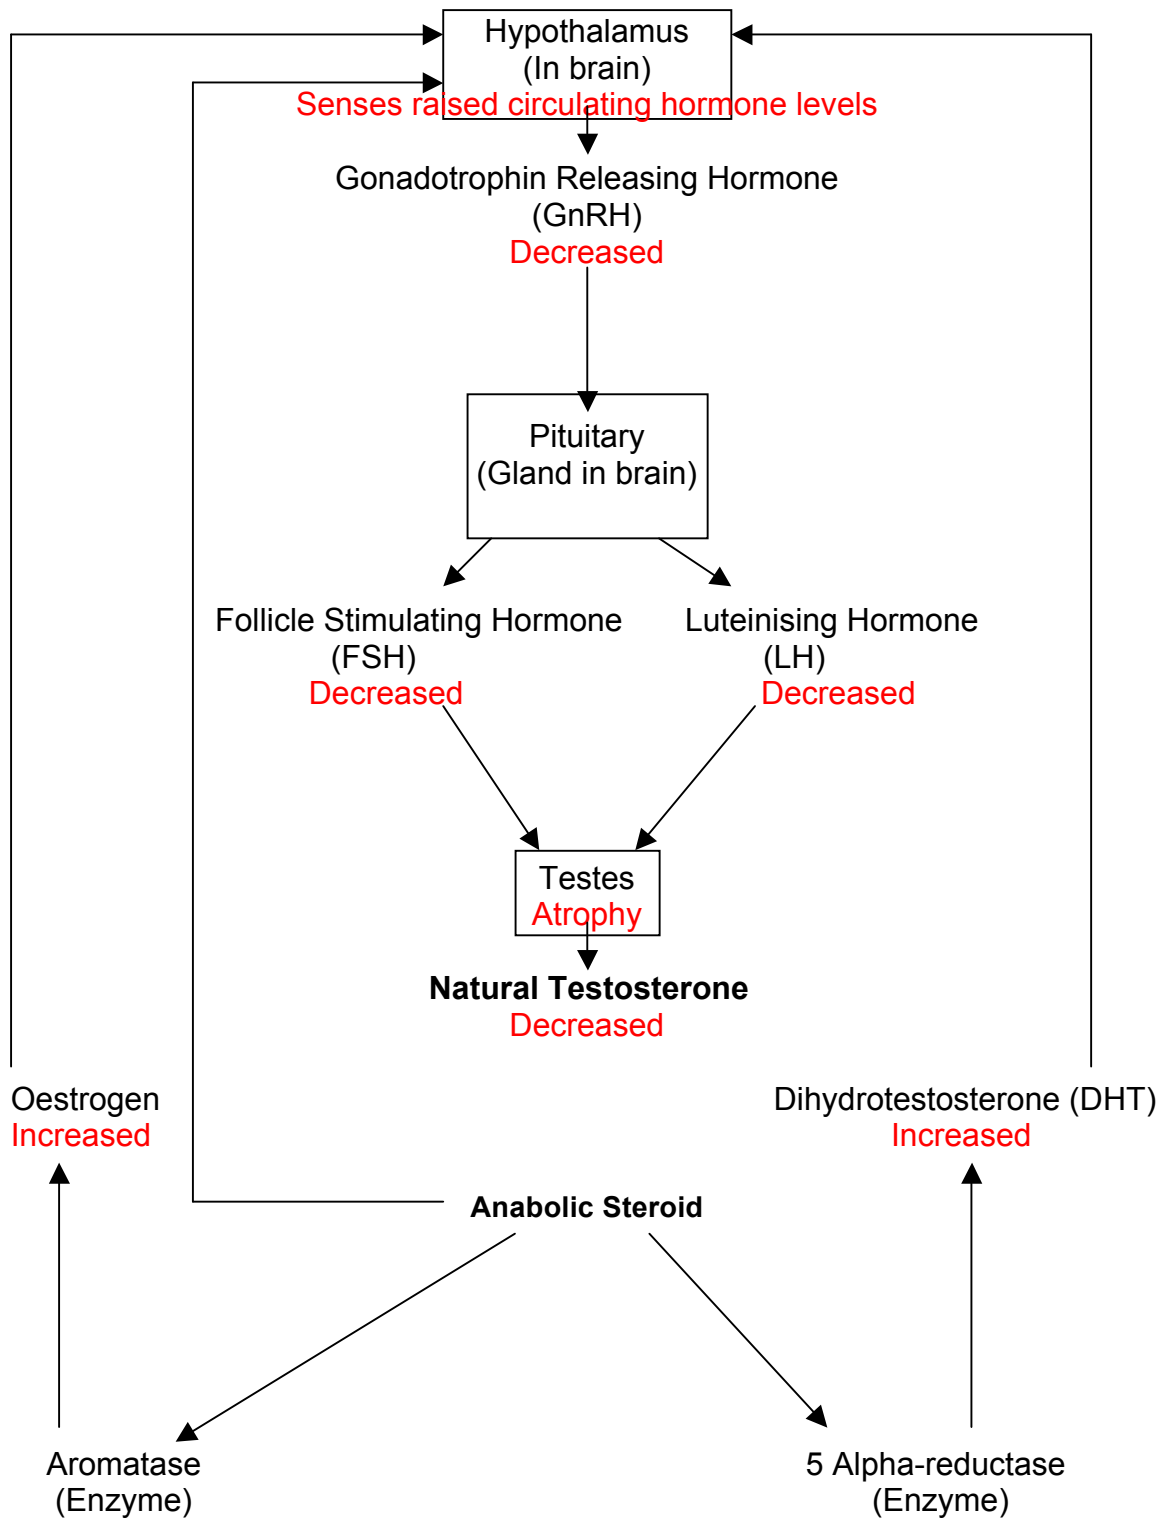 Hypothalamus
(In brain)
Senses raised circulating hormone levels
Gonadotrophin Releasing Hormone
(GnRH)
Decreased
Pituitary
(Gland in brain)
Follicle Stimulating Hormone
(FSH)
Decreased
Luteinising Hormone
(LH)
Decreased
Testes
Atrophy
Natural Testosterone
Decreased
Oestrogen
Increased
Dihydrotestosterone (DHT)
Increased
Anabolic Steroid
Aromatase
(Enzyme)
5 Alpha-reductase
(Enzyme)